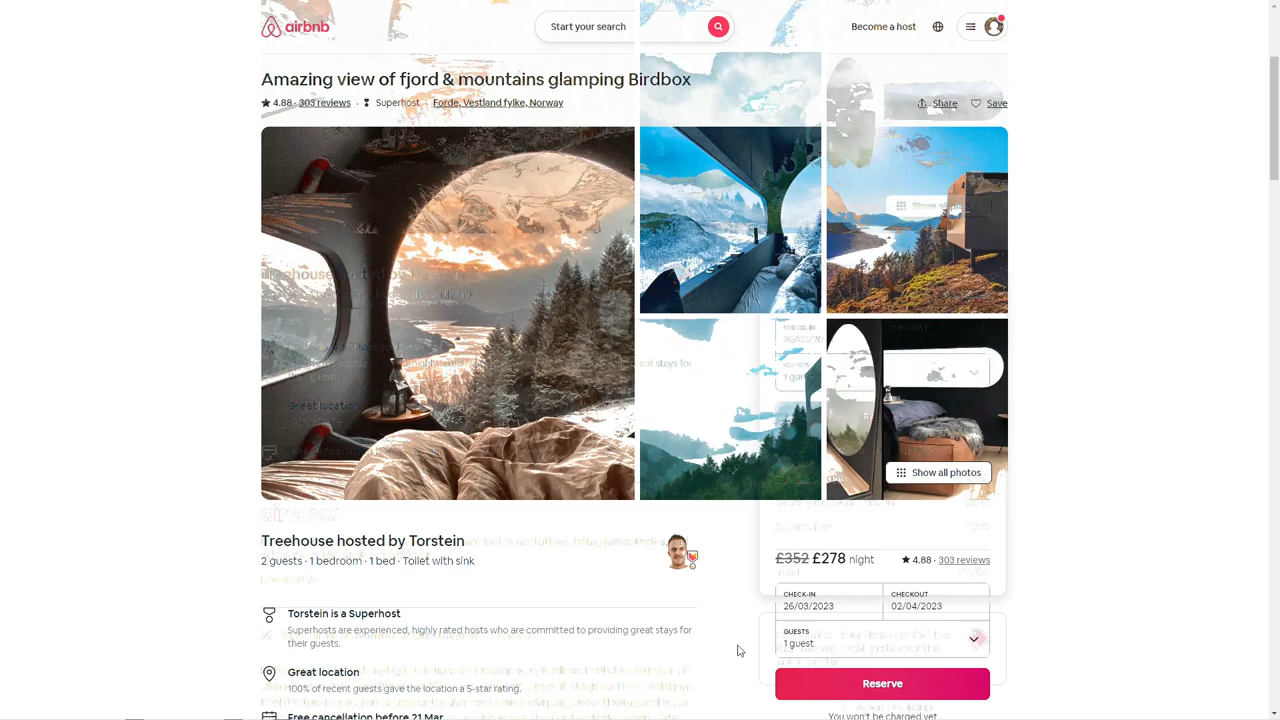 airbnb
Start your search
Become a host
Amazing view of fjord & mountains glamping Birdbox
4.88 · 303 reviews · Superhost · Forde, Vestland fylke, Norway
Share Save
Show all photos
Treehouse hosted by Torstein
2 guests · 1 bedroom · 1 bed · Toilet with sink
Torstein is a Superhost
Superhosts are experienced, highly rated hosts who are committed to providing great stays for
their guests.
Great location
100% of recent guests gave the location a 5-star rating.
Free cancellation before 21 Mar
£352 £278 night
4.88 · 303 reviews
CHECK-IN
26/03/2023
CHECKOUT
02/04/2023
GUESTS
1 guest
Reserve
You won't be charged yet